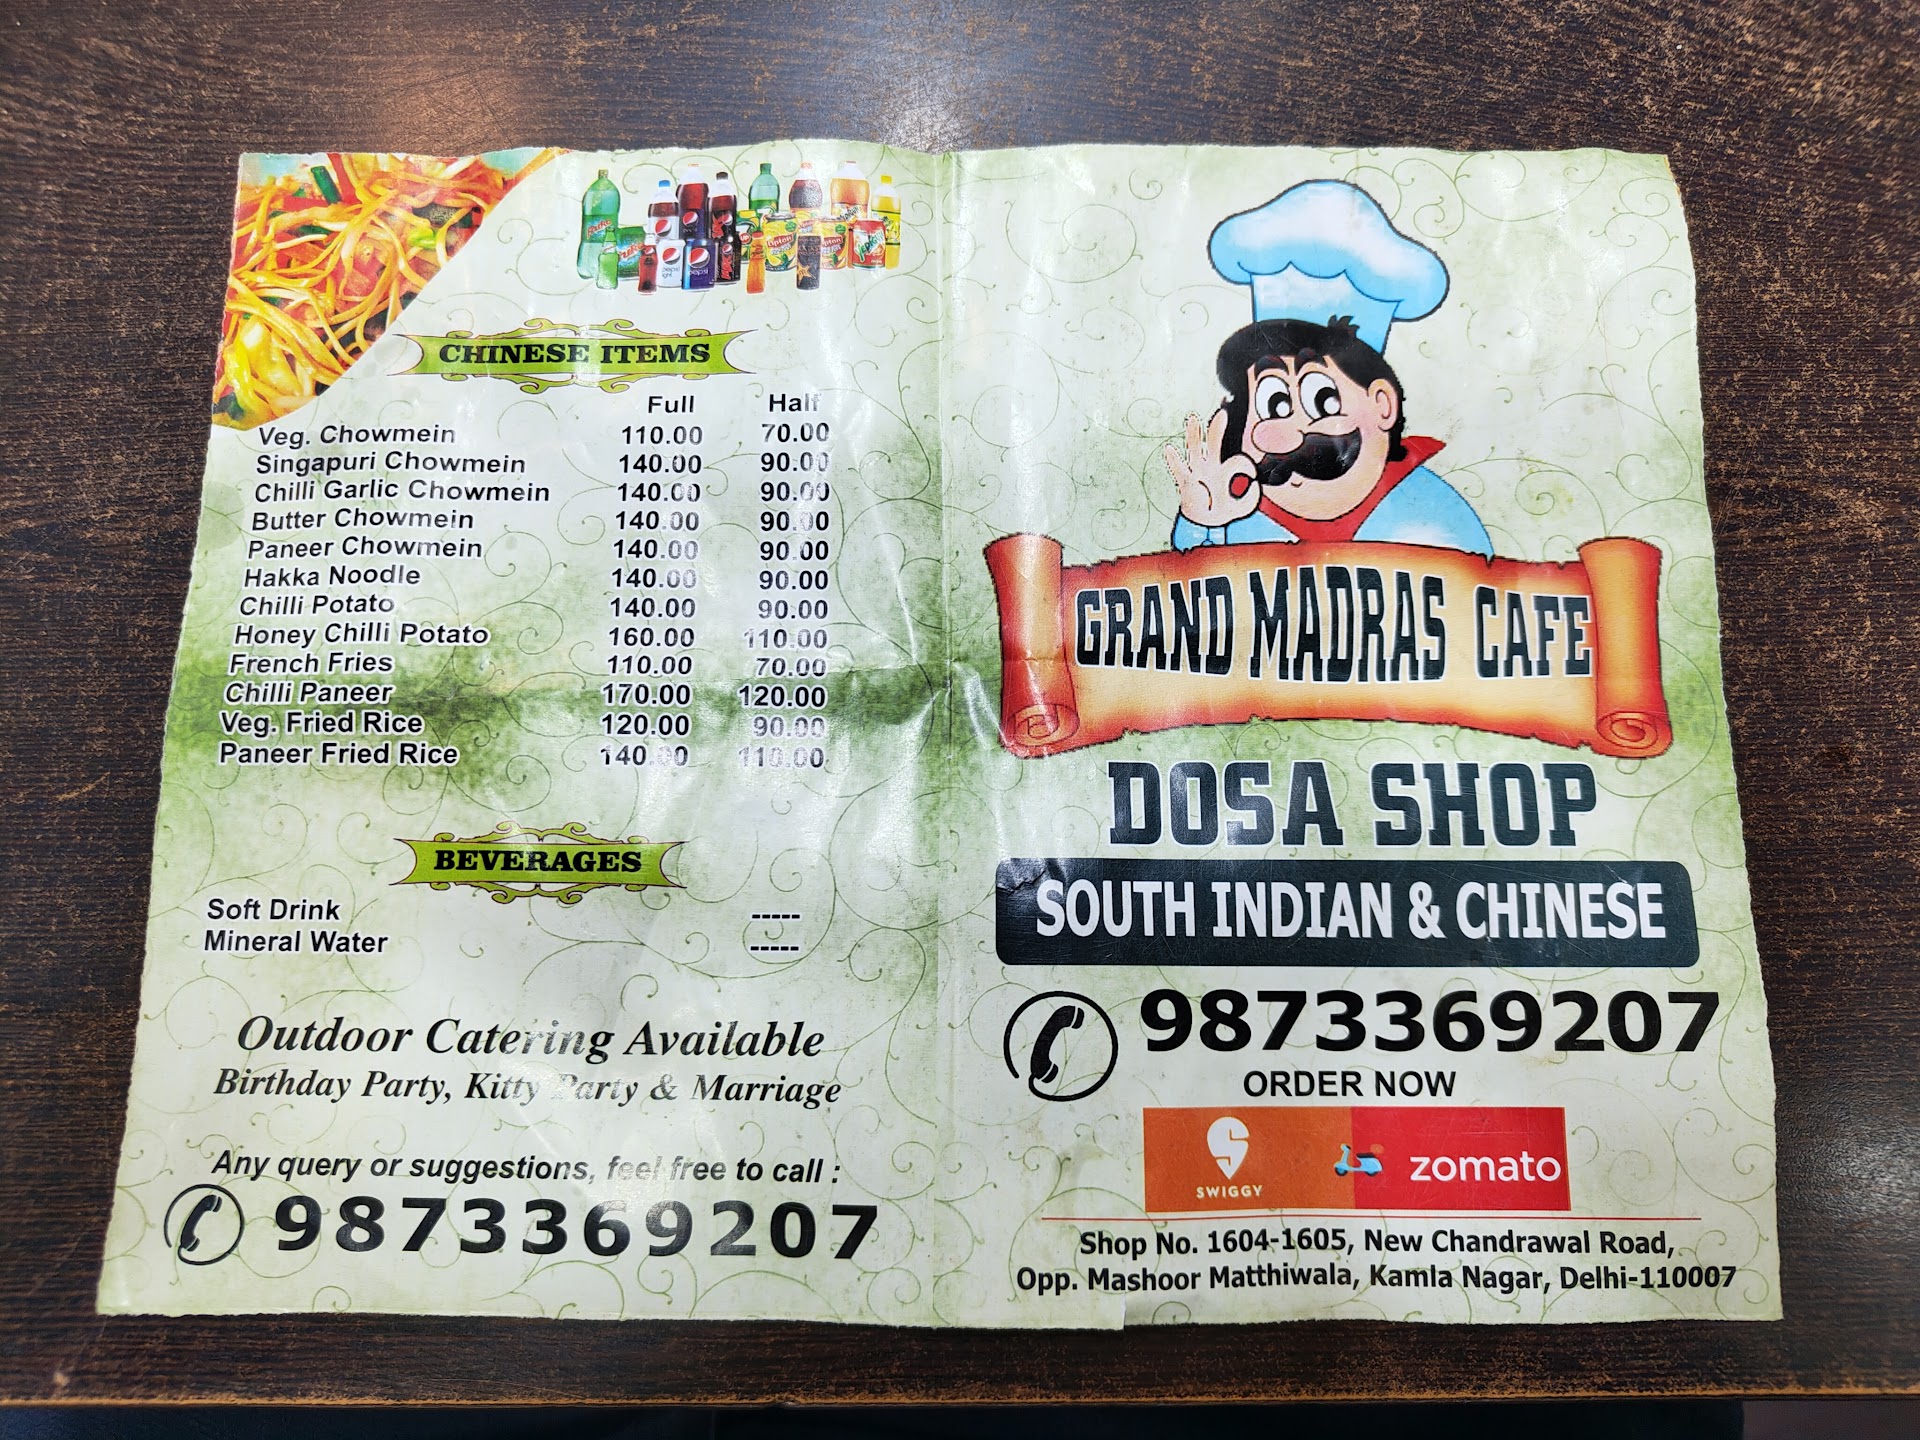 CHINESE ITEMS
Full Half
Veg. Chowmein 110.00 70.00
Singapuri Chowmein 140.00 90.00
Chilli Garlic Chowmein 140.00 90.00
Butter Chowmein 140.00 90.00
Paneer Chowmein 140.00 90.00
Hakka Noodle 140.00 90.00
Chilli Potato 140.00 90.00
Honey Chilli Potato 160.00 110.00
French Fries 110.00 70.00
Chilli Paneer 170.00 120.00
Veg. Fried Rice 120.00 90.00
Paneer Fried Rice 140.00 110.00
BEVERAGES
Soft Drink -----
Mineral Water -----
Outdoor Catering Available
Birthday Party, Kitty Party & Marriage
Any query or suggestions, feel free to call :
9873369207
GRAND MADRAS CAFE
DOSA SHOP
SOUTH INDIAN & CHINESE
9873369207
ORDER NOW
SWIGGY
zomato
Shop No. 1604-1605, New Chandrawal Road,
Opp. Mashoor Matthiwala, Kamla Nagar, Delhi-110007